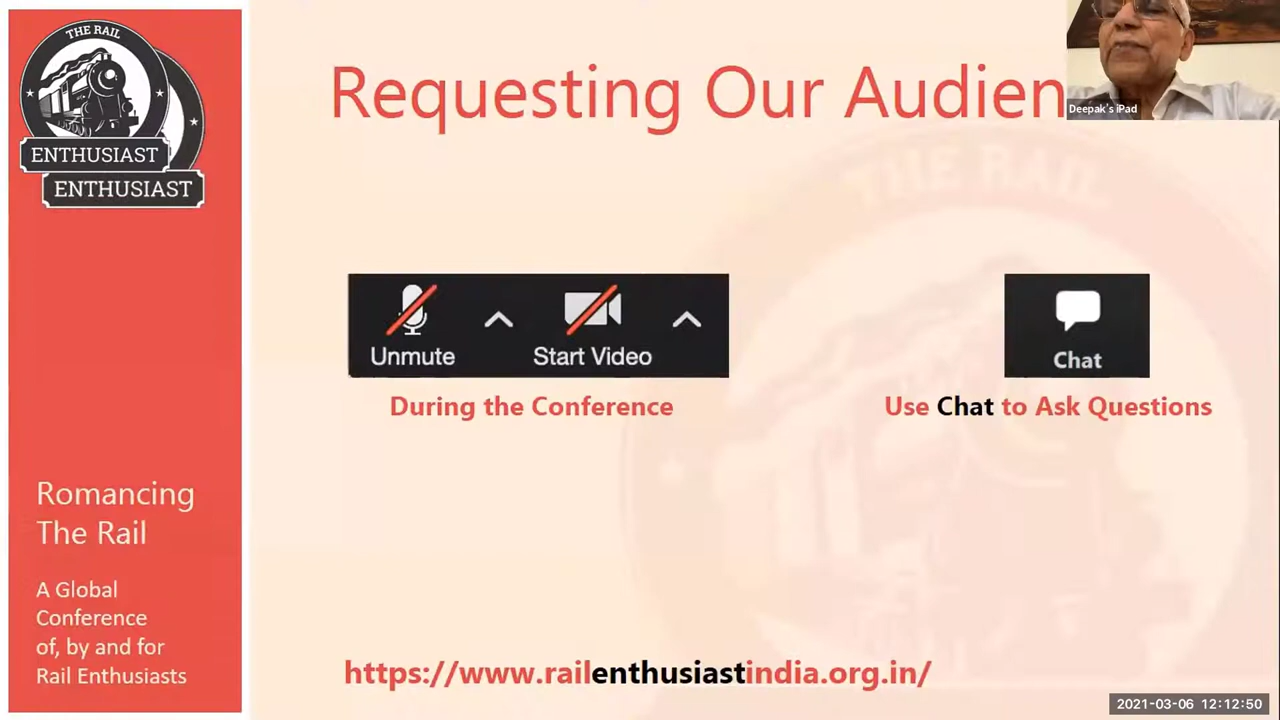 THE RAIL
ENTHUSIAST
ENTHUSIAST
Requesting Our Audien
Deepak's iPad
THE RAIL
Unmute
Start Video
Chat
During the Conference
Use Chat to Ask Questions
Romancing
The Rail
A Global
Conference
of, by and for
Rail Enthusiasts
https://www.railenthusiastindia.org.in/
2021-03-06 12:12:50